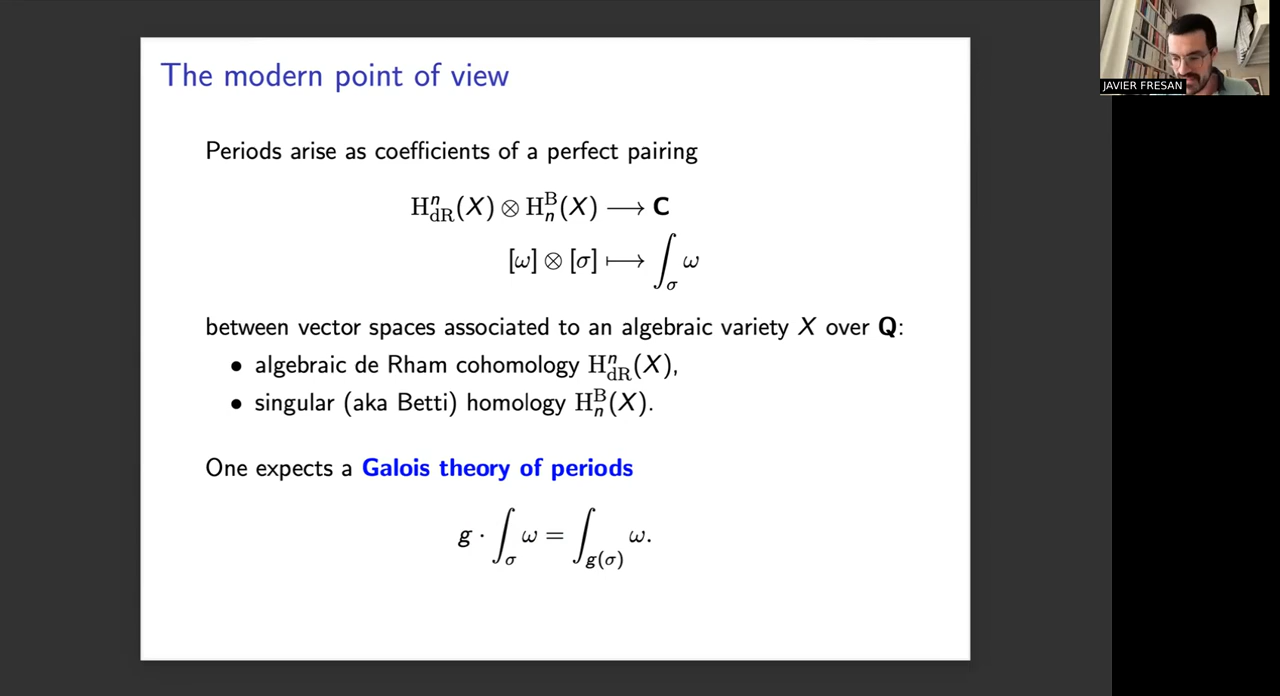 The modern point of view
JAVIER FRESAN
Periods arise as coefficients of a perfect pairing
H^n_dR(X) ⊗ H_n^B(X) ⟶ C
[ω] ⊗ [σ] ⟼ ∫_σ ω
between vector spaces associated to an algebraic variety X over Q:
• algebraic de Rham cohomology H^n_dR(X),
• singular (aka Betti) homology H_n^B(X).
One expects a Galois theory of periods
g · ∫_σ ω = ∫_g(σ) ω.